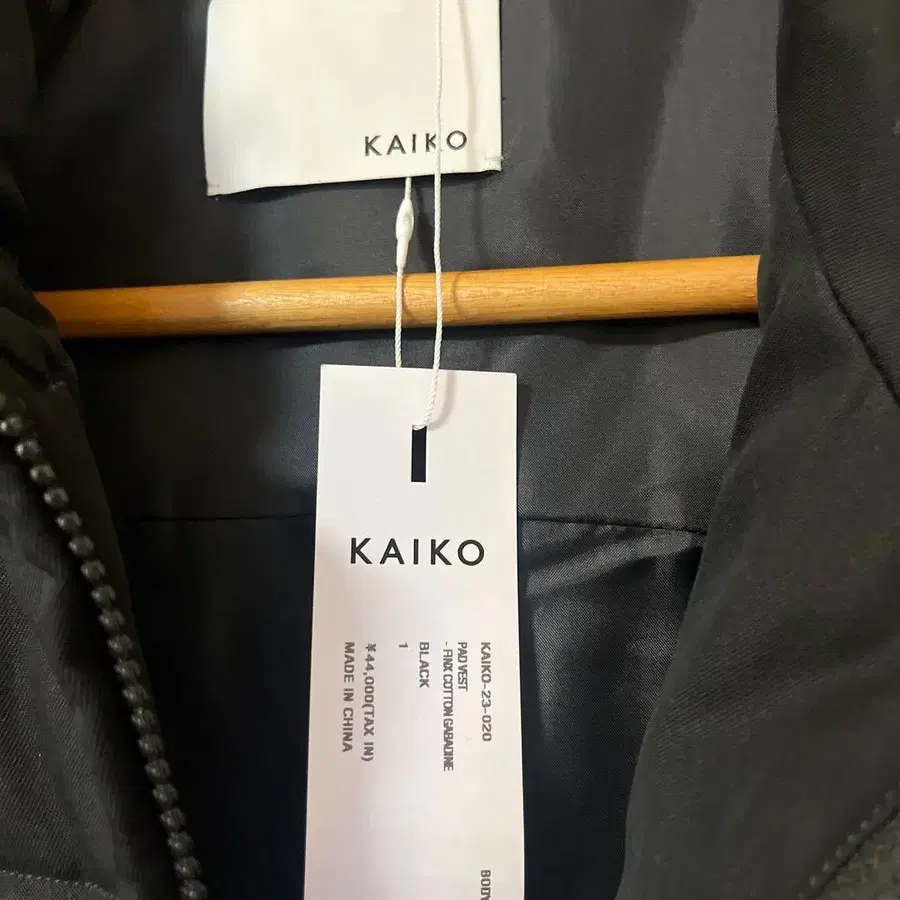 KAIKO
KAIKO
KAIKO-23-020
PAD VEST
- FINX COTTON GABADINE
BLACK
1
¥44,000(TAX IN)
MADE IN CHINA
BODY